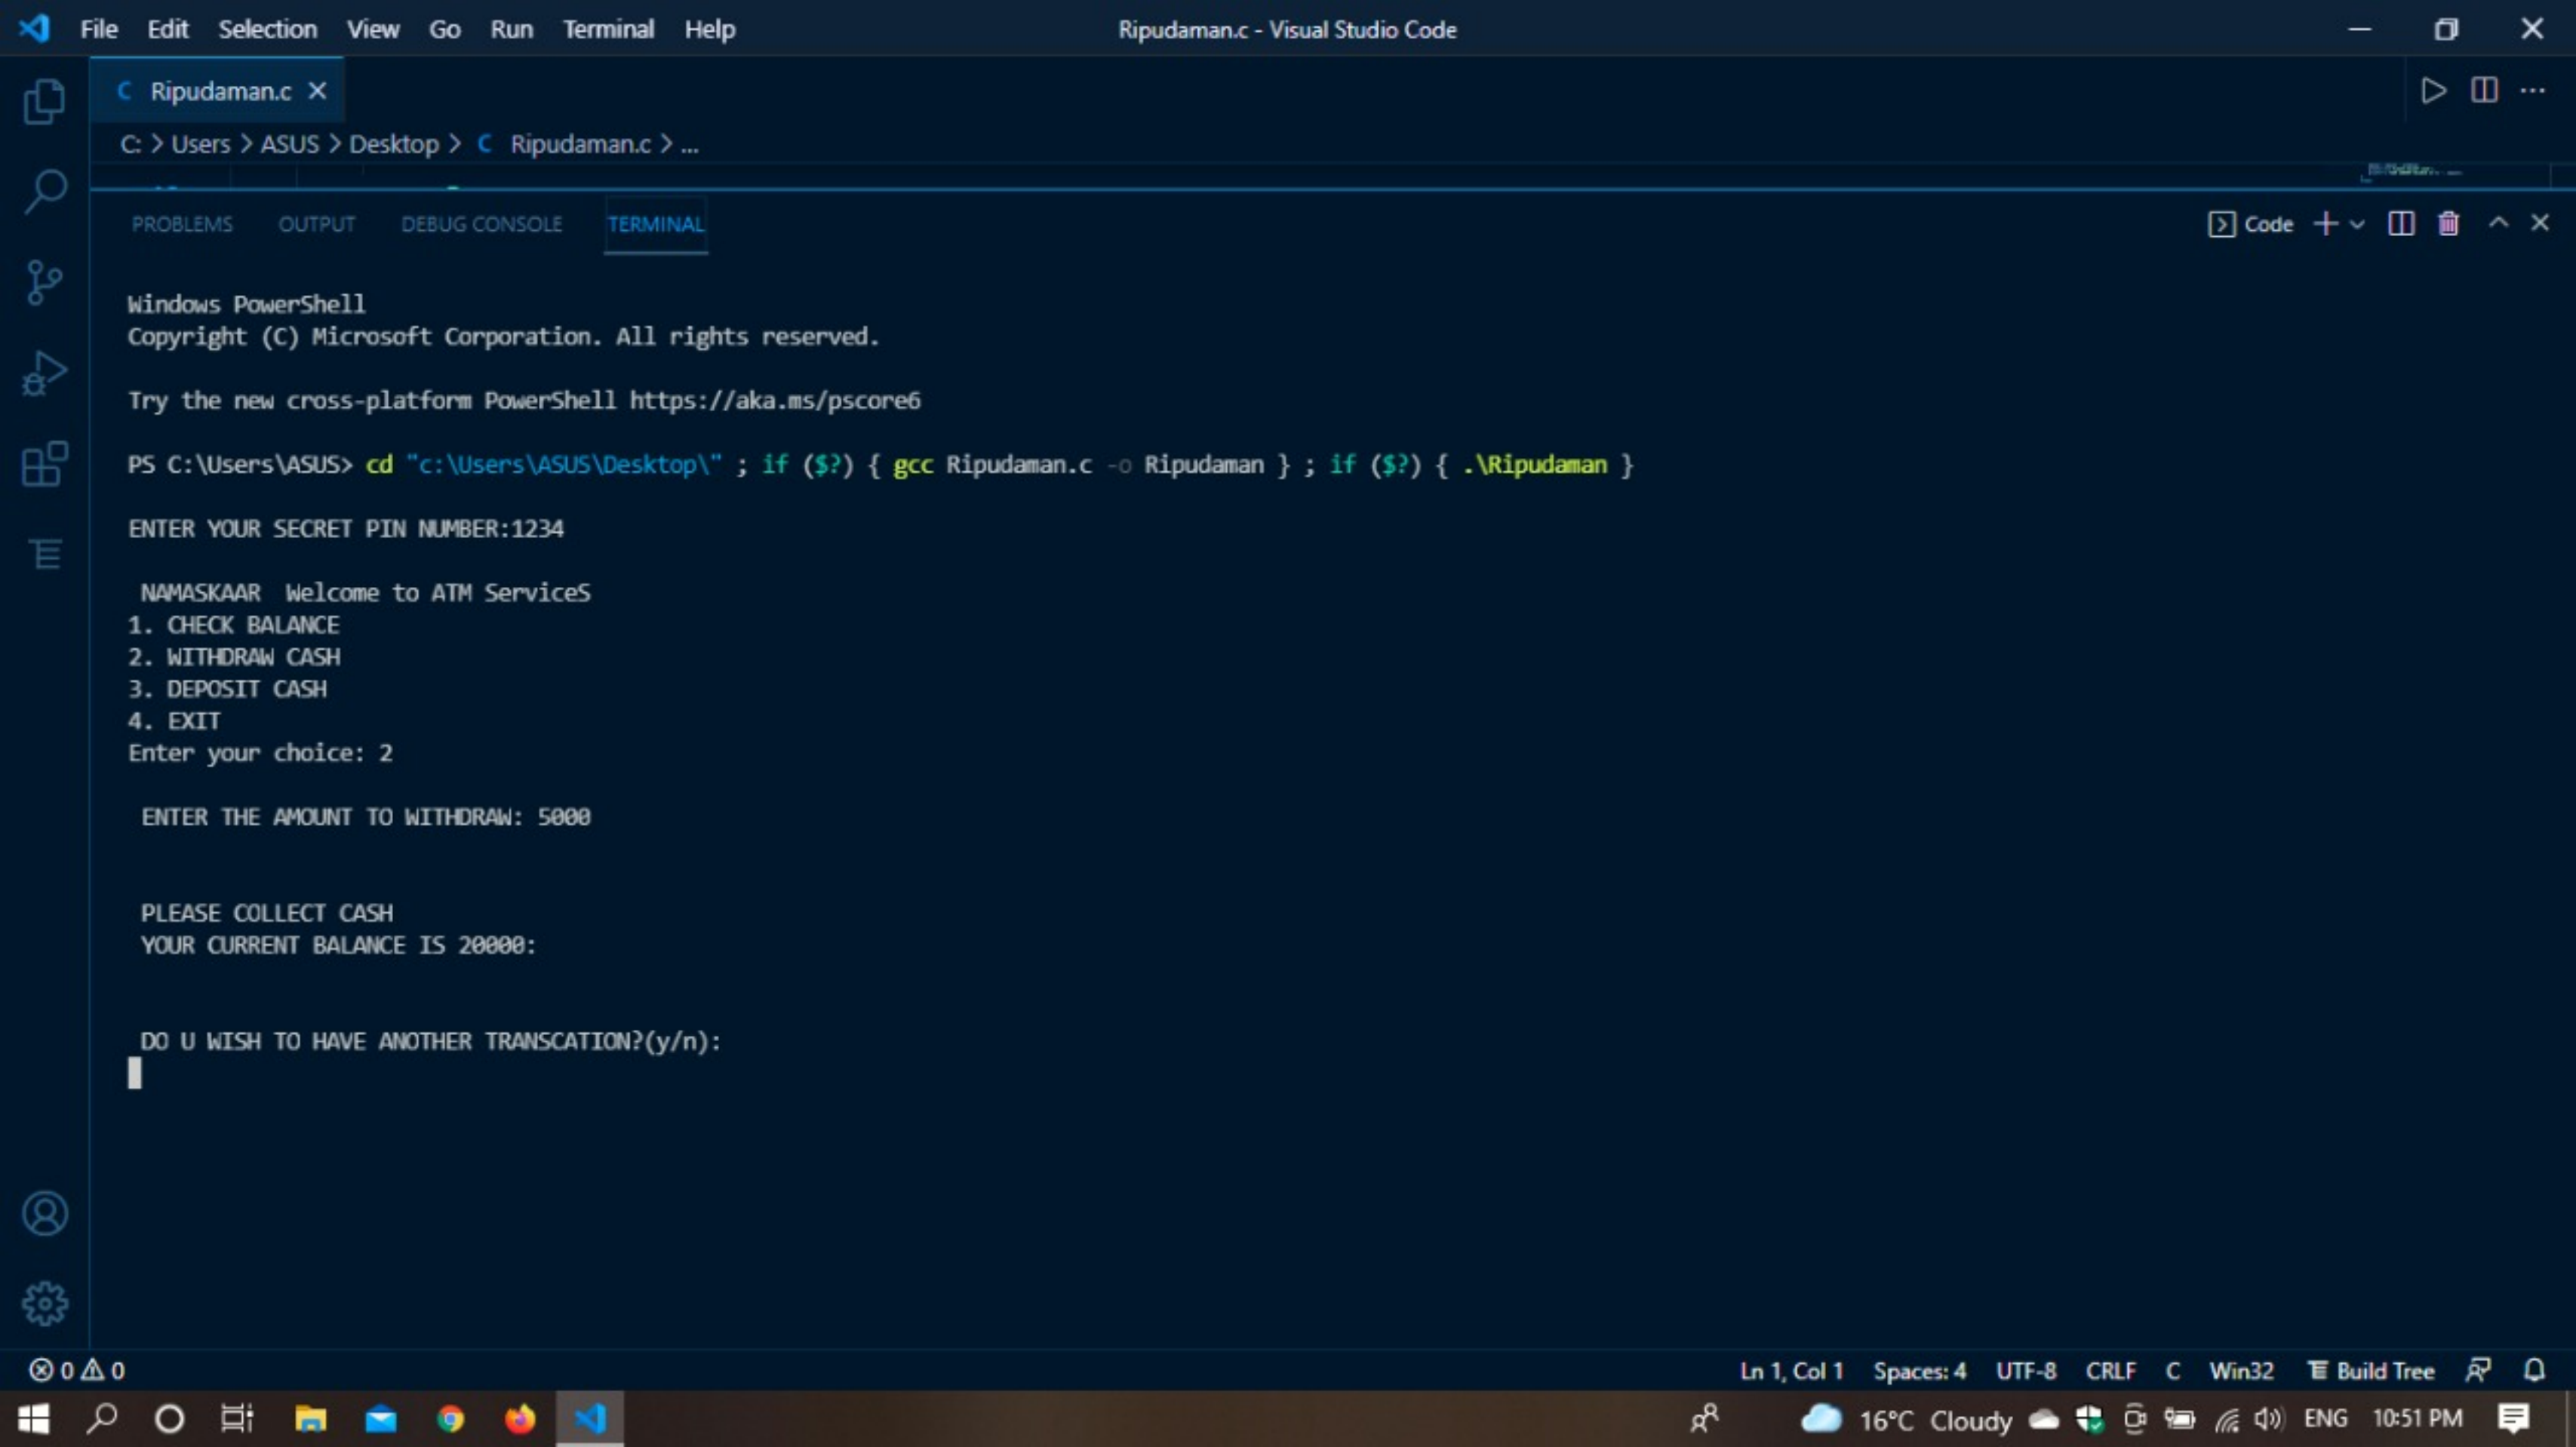 File Edit Selection View Go Run Terminal Help Ripudaman.c - Visual Studio Code
C Ripudaman.c
C: > Users > ASUS > Desktop > C Ripudaman.c > ...
PROBLEMS OUTPUT DEBUG CONSOLE TERMINAL Code
Windows PowerShell
Copyright (C) Microsoft Corporation. All rights reserved.
Try the new cross-platform PowerShell https://aka.ms/pscore6
PS C:\Users\ASUS> cd "c:\Users\ASUS\Desktop\" ; if ($?) { gcc Ripudaman.c -o Ripudaman } ; if ($?) { .\Ripudaman }
ENTER YOUR SECRET PIN NUMBER:1234
NAMASKAAR  Welcome to ATM ServiceS
1. CHECK BALANCE
2. WITHDRAW CASH
3. DEPOSIT CASH
4. EXIT
Enter your choice: 2
ENTER THE AMOUNT TO WITHDRAW: 5000
PLEASE COLLECT CASH
YOUR CURRENT BALANCE IS 20000:
DO U WISH TO HAVE ANOTHER TRANSCATION?(y/n):
0 0 Ln 1, Col 1 Spaces: 4 UTF-8 CRLF C Win32 Build Tree
16°C Cloudy ENG 10:51 PM